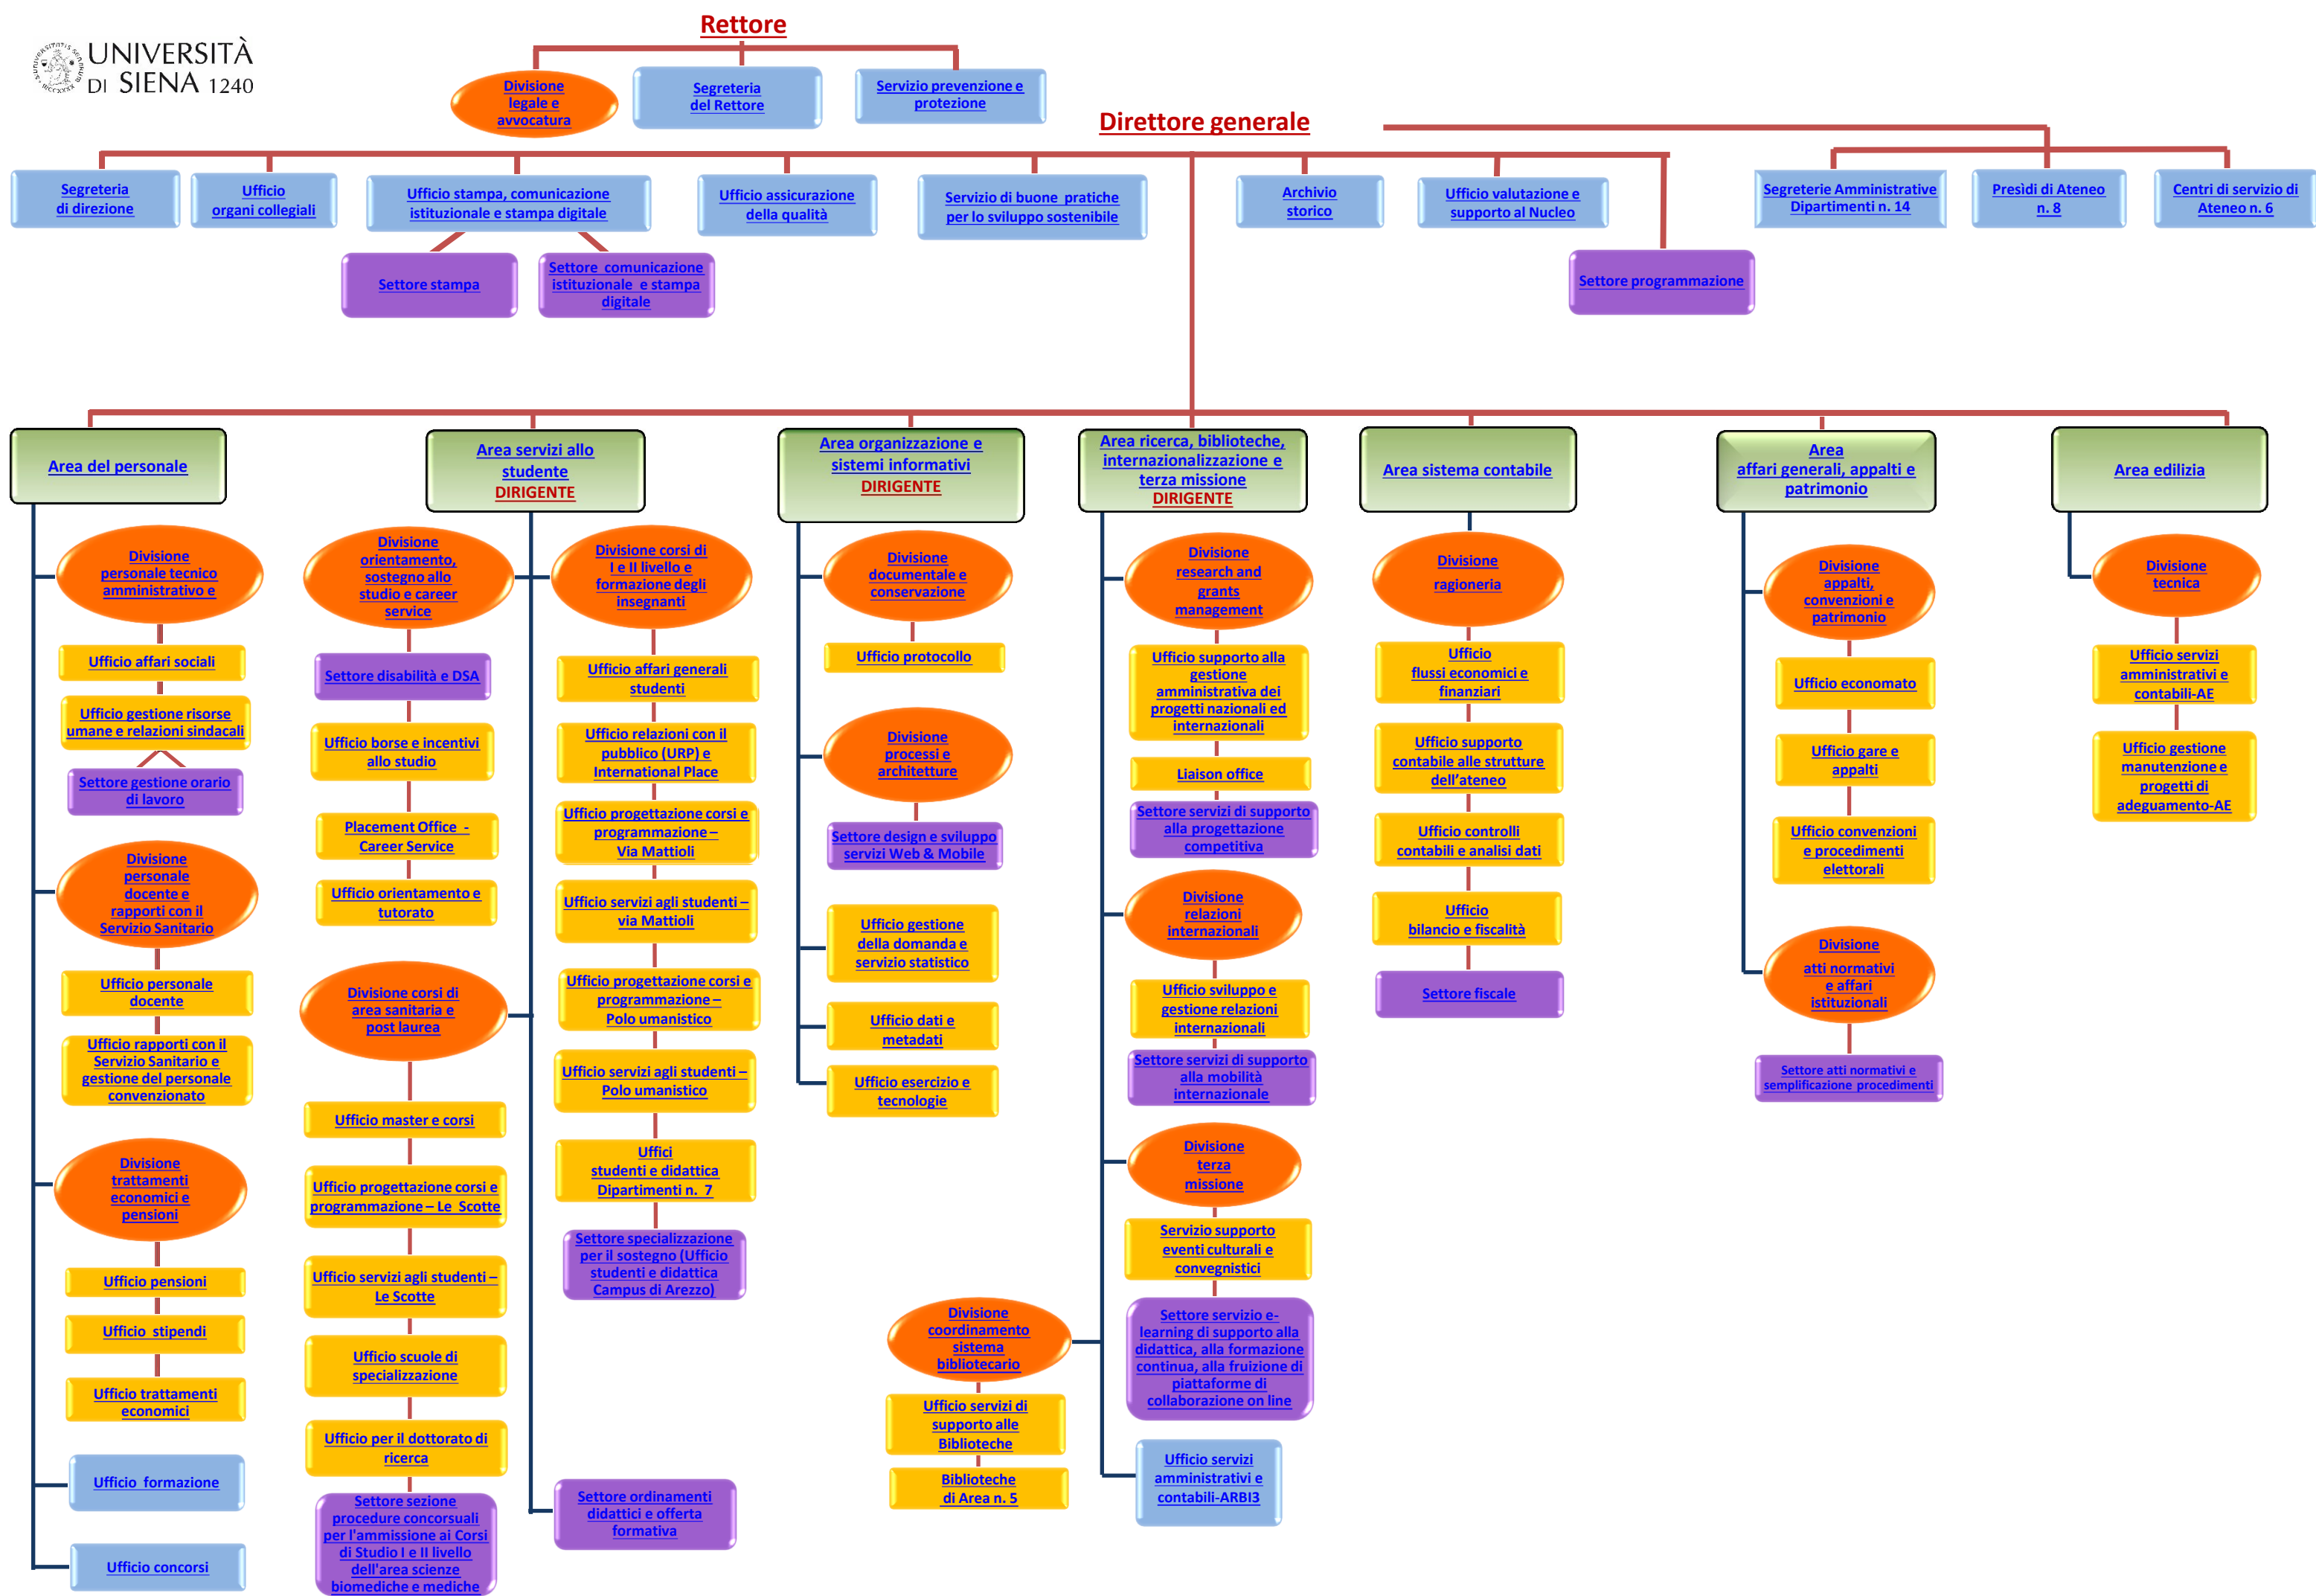 Rettore
UNIVERSITÀ
DI SIENA 1240
Divisione
legale e
avvocatura
Segreteria
del Rettore
Servizio prevenzione e
protezione
Direttore generale
Segreteria
di direzione
Ufficio
organi collegiali
Ufficio stampa, comunicazione
istituzionale e stampa digitale
Ufficio assicurazione
della qualità
Servizio di buone pratiche
per lo sviluppo sostenibile
Archivio
storico
Ufficio valutazione e
supporto al Nucleo
Segreterie Amministrative
Dipartimenti n. 14
Presìdi di Ateneo
n. 8
Centri di servizio di
Ateneo n. 6
Settore stampa
Settore comunicazione
istituzionale e stampa
digitale
Settore programmazione
Area del personale
Area servizi allo
studente
DIRIGENTE
Area organizzazione e
sistemi informativi
DIRIGENTE
Area ricerca, biblioteche,
internazionalizzazione e
terza missione
DIRIGENTE
Area sistema contabile
Area
affari generali, appalti e
patrimonio
Area edilizia
Divisione
personale tecnico
amministrativo e
Ufficio affari sociali
Ufficio gestione risorse
umane e relazioni sindacali
Settore gestione orario
di lavoro
Divisione
personale
docente e
rapporti con il
Servizio Sanitario
Ufficio personale
docente
Ufficio rapporti con il
Servizio Sanitario e
gestione del personale
convenzionato
Divisione
trattamenti
economici e
pensioni
Ufficio pensioni
Ufficio stipendi
Ufficio trattamenti
economici
Ufficio formazione
Ufficio concorsi
Divisione
orientamento,
sostegno allo
studio e career
service
Settore disabilità e DSA
Ufficio borse e incentivi
allo studio
Placement Office -
Career Service
Ufficio orientamento e
tutorato
Divisione corsi di
area sanitaria e
post laurea
Ufficio master e corsi
Ufficio progettazione corsi e
programmazione – Le Scotte
Ufficio servizi agli studenti –
Le Scotte
Ufficio scuole di
specializzazione
Ufficio per il dottorato di
ricerca
Settore sezione
procedure concorsuali
per l'ammissione ai Corsi
di Studio I e II livello
dell'area scienze
biomediche e mediche
Divisione corsi di
I e II livello e
formazione degli
insegnanti
Ufficio affari generali
studenti
Ufficio relazioni con il
pubblico (URP) e
International Place
Ufficio progettazione corsi e
programmazione –
Via Mattioli
Ufficio servizi agli studenti –
via Mattioli
Ufficio progettazione corsi e
programmazione –
Polo umanistico
Ufficio servizi agli studenti –
Polo umanistico
Uffici
studenti e didattica
Dipartimenti n. 7
Settore specializzazione
per il sostegno (Ufficio
studenti e didattica
Campus di Arezzo)
Settore ordinamenti
didattici e offerta
formativa
Divisione
documentale e
conservazione
Ufficio protocollo
Divisione
processi e
architetture
Settore design e sviluppo
servizi Web & Mobile
Ufficio gestione
della domanda e
servizio statistico
Ufficio dati e
metadati
Ufficio esercizio e
tecnologie
Divisione
research and
grants
management
Ufficio supporto alla
gestione
amministrativa dei
progetti nazionali ed
internazionali
Liaison office
Settore servizi di supporto
alla progettazione
competitiva
Divisione
relazioni
internazionali
Ufficio sviluppo e
gestione relazioni
internazionali
Settore servizi di supporto
alla mobilità
internazionale
Divisione
terza
missione
Servizio supporto
eventi culturali e
convegnistici
Settore servizio e-
learning di supporto alla
didattica, alla formazione
continua, alla fruizione di
piattaforme di
collaborazione on line
Divisione
coordinamento
sistema
bibliotecario
Ufficio servizi di
supporto alle
Biblioteche
Biblioteche
di Area n. 5
Ufficio servizi
amministrativi e
contabili-ARBI3
Divisione
ragioneria
Ufficio
flussi economici e
finanziari
Ufficio supporto
contabile alle strutture
dell'ateneo
Ufficio controlli
contabili e analisi dati
Ufficio
bilancio e fiscalità
Settore fiscale
Divisione
appalti,
convenzioni e
patrimonio
Ufficio economato
Ufficio gare e
appalti
Ufficio convenzioni
e procedimenti
elettorali
Divisione
atti normativi
e affari
istituzionali
Settore atti normativi e
semplificazione procedimenti
Divisione
tecnica
Ufficio servizi
amministrativi e
contabili-AE
Ufficio gestione
manutenzione e
progetti di
adeguamento-AE